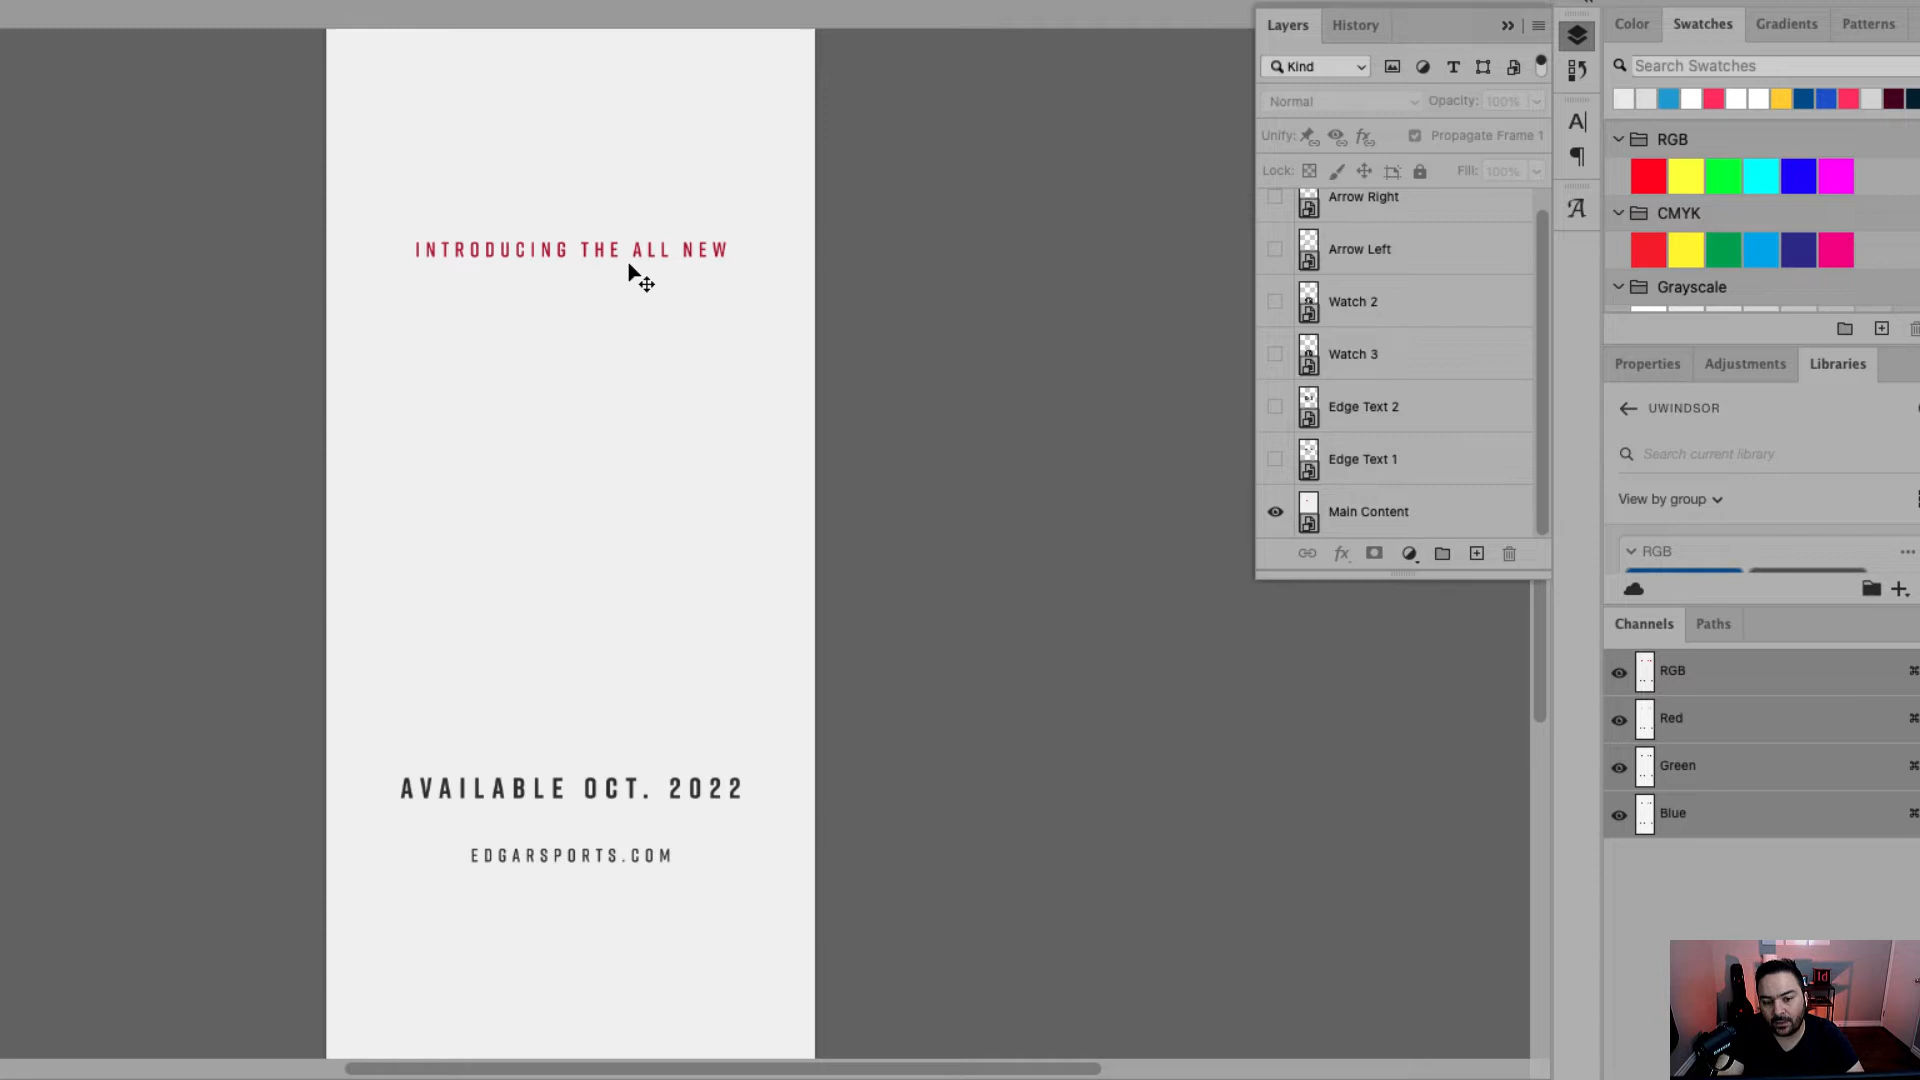 Layers History
Color Swatches Gradients Patterns
Kind
Search Swatches
Normal Opacity: 100%
Unify: Propagate Frame 1
RGB
Lock: Fill: 100%
Arrow Right
CMYK
INTRODUCING THE ALL NEW
Arrow Left
Grayscale
Watch 2
Watch 3
Properties Adjustments Libraries
Edge Text 2
UWINDSOR
Edge Text 1
Search current library
View by group
Main Content
RGB
Channels Paths
RGB
Red
Green
AVAILABLE OCT. 2022
Blue
EDGARSPORTS.COM